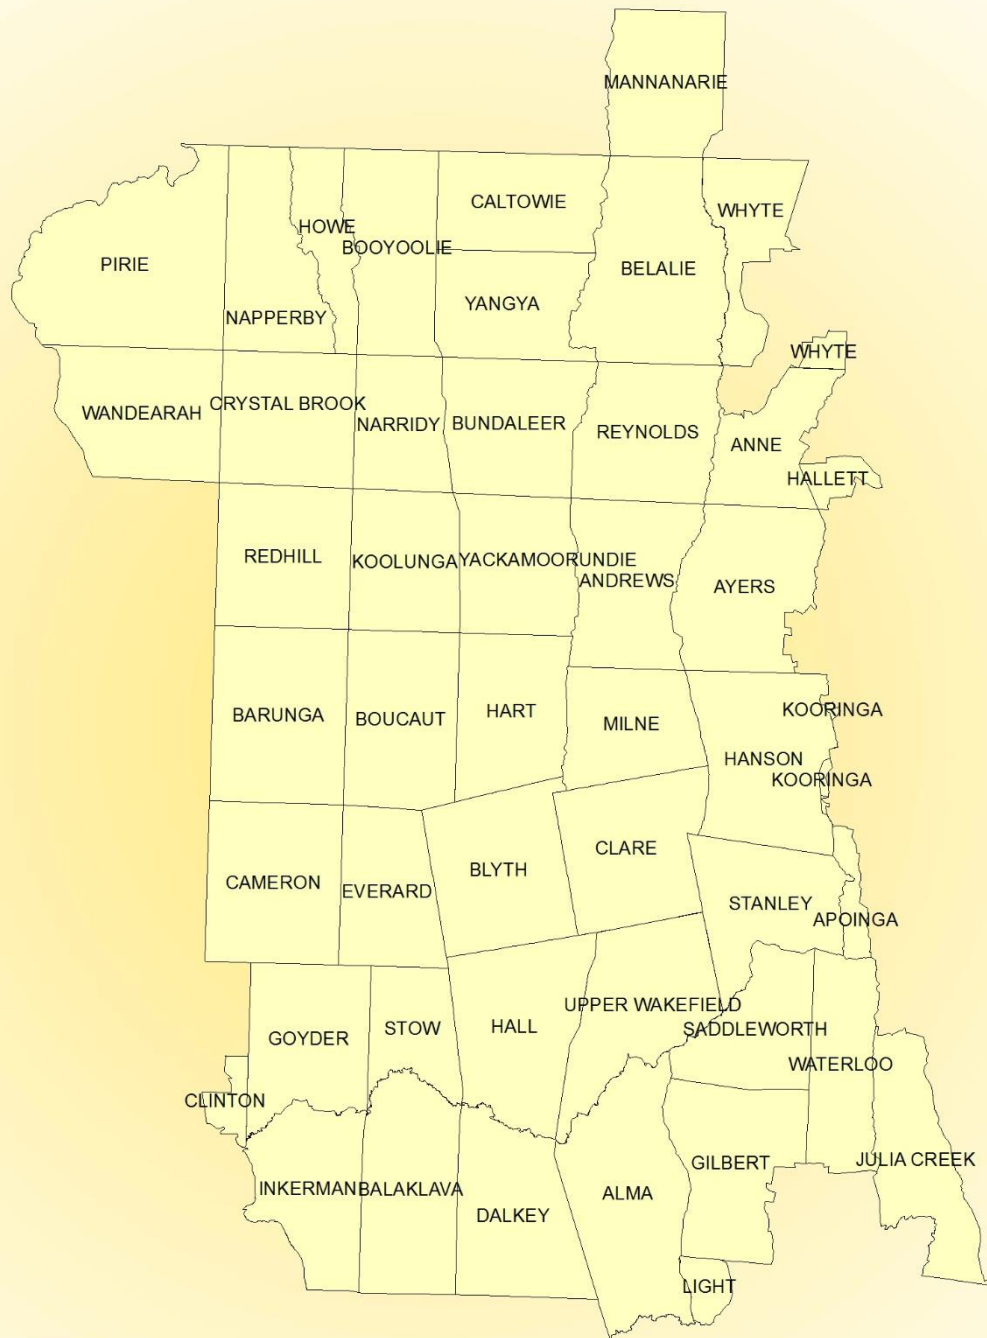 MANNANARIE
CALTOWIE
WHYTE
HOWE
BOOYOOLIE
PIRIE
BELALIE
YANGYA
NAPPERBY
WHYTE
CRYSTAL BROOK
WANDEARAH
NARRIDY
BUNDALEER
REYNOLDS
ANNE
HALLETT
REDHILL
KOOLUNGA
YACKAMOORUNDIE
ANDREWS
AYERS
BARUNGA
BOUCAUT
HART
MILNE
KOORINGA
HANSON
KOORINGA
CAMERON
EVERARD
BLYTH
CLARE
STANLEY
APOINGA
GOYDER
STOW
HALL
UPPER WAKEFIELD
SADDLEWORTH
WATERLOO
CLINTON
INKERMAN
BALAKLAVA
DALKEY
ALMA
GILBERT
JULIA CREEK
LIGHT